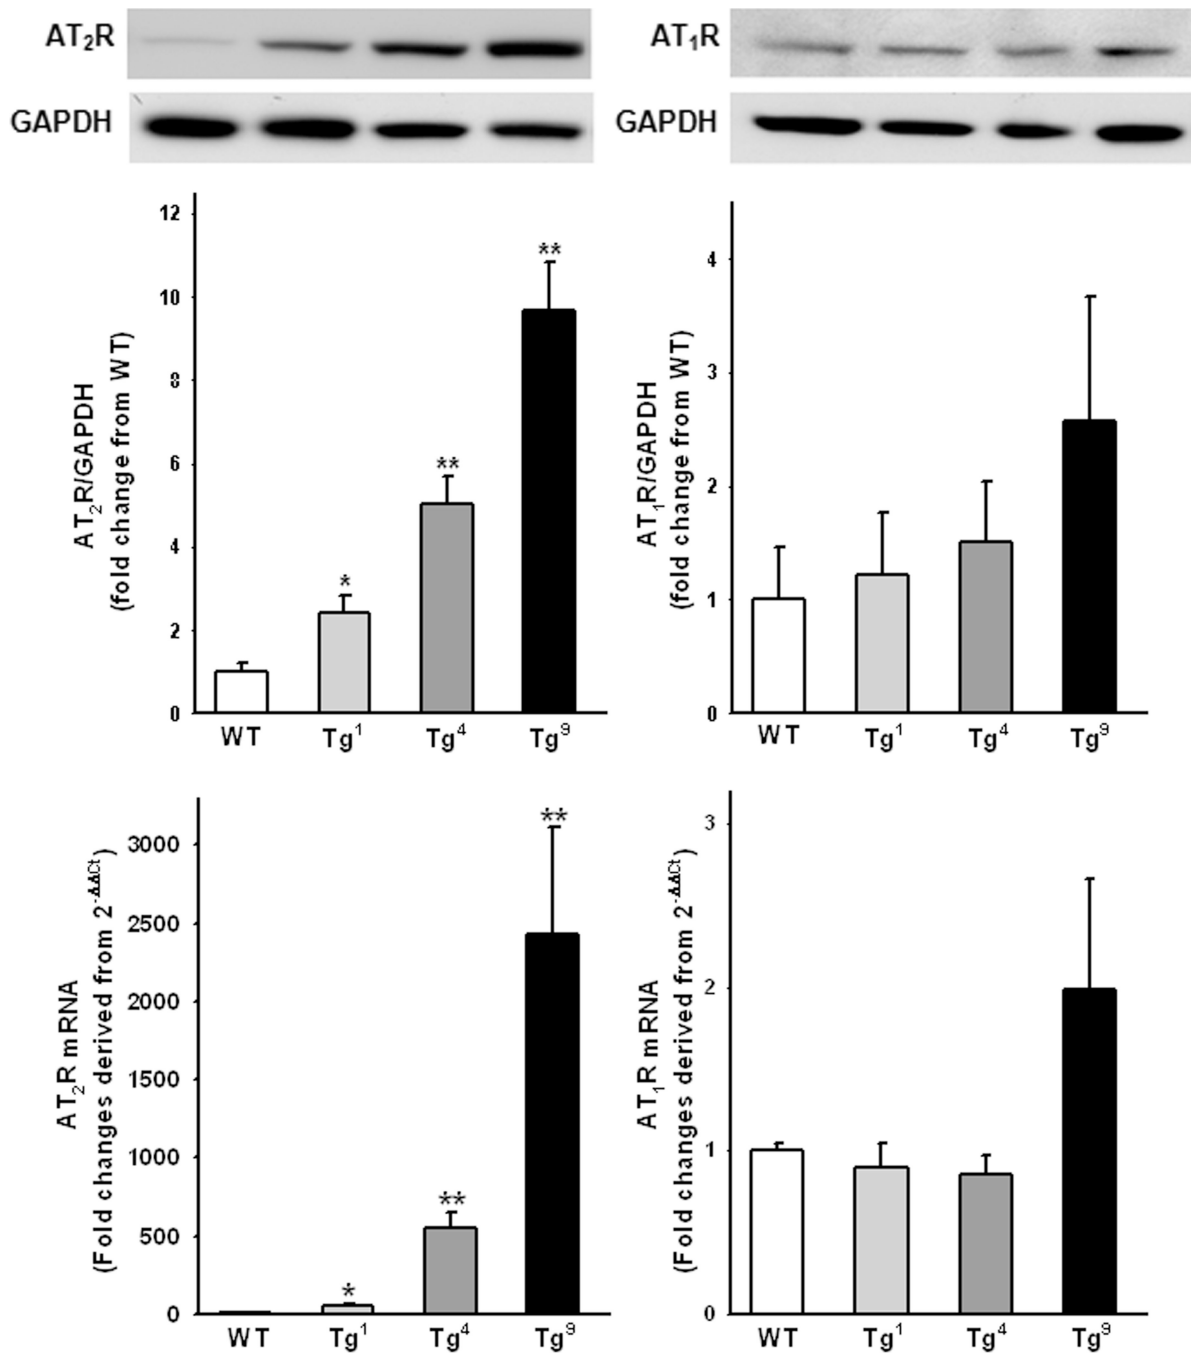 AT₂R
GAPDH
AT₁R
GAPDH
AT₂R/GAPDH
(fold change from WT)
12
10
8
6
4
2
0
*
**
**
WT Tg¹ Tg⁴ Tg⁹
AT₁R/GAPDH
(fold change from WT)
4
3
2
1
0
WT Tg¹ Tg⁴ Tg⁹
AT₂R mRNA
(Fold changes derived from 2⁻ΔΔCt)
3000
2500
2000
1500
1000
500
0
*
**
**
WT Tg¹ Tg⁴ Tg⁹
AT₁R mRNA
(Fold changes derived from 2⁻ΔΔCt)
3
2
1
0
WT Tg¹ Tg⁴ Tg⁹